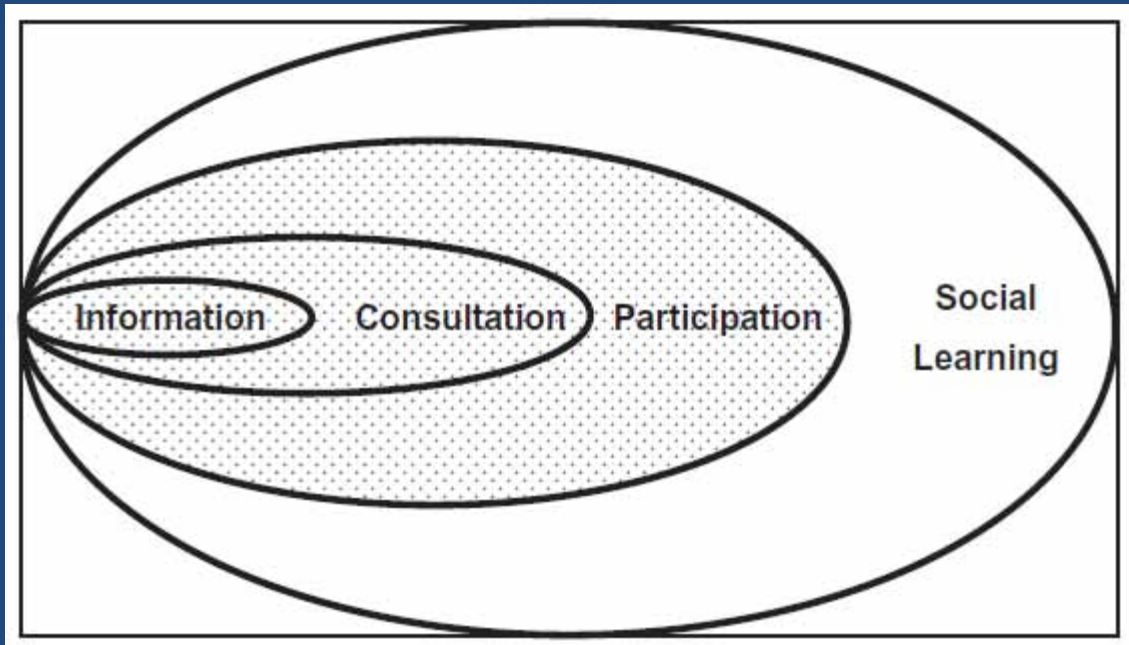 Information
Consultation
Participation
Social
Learning